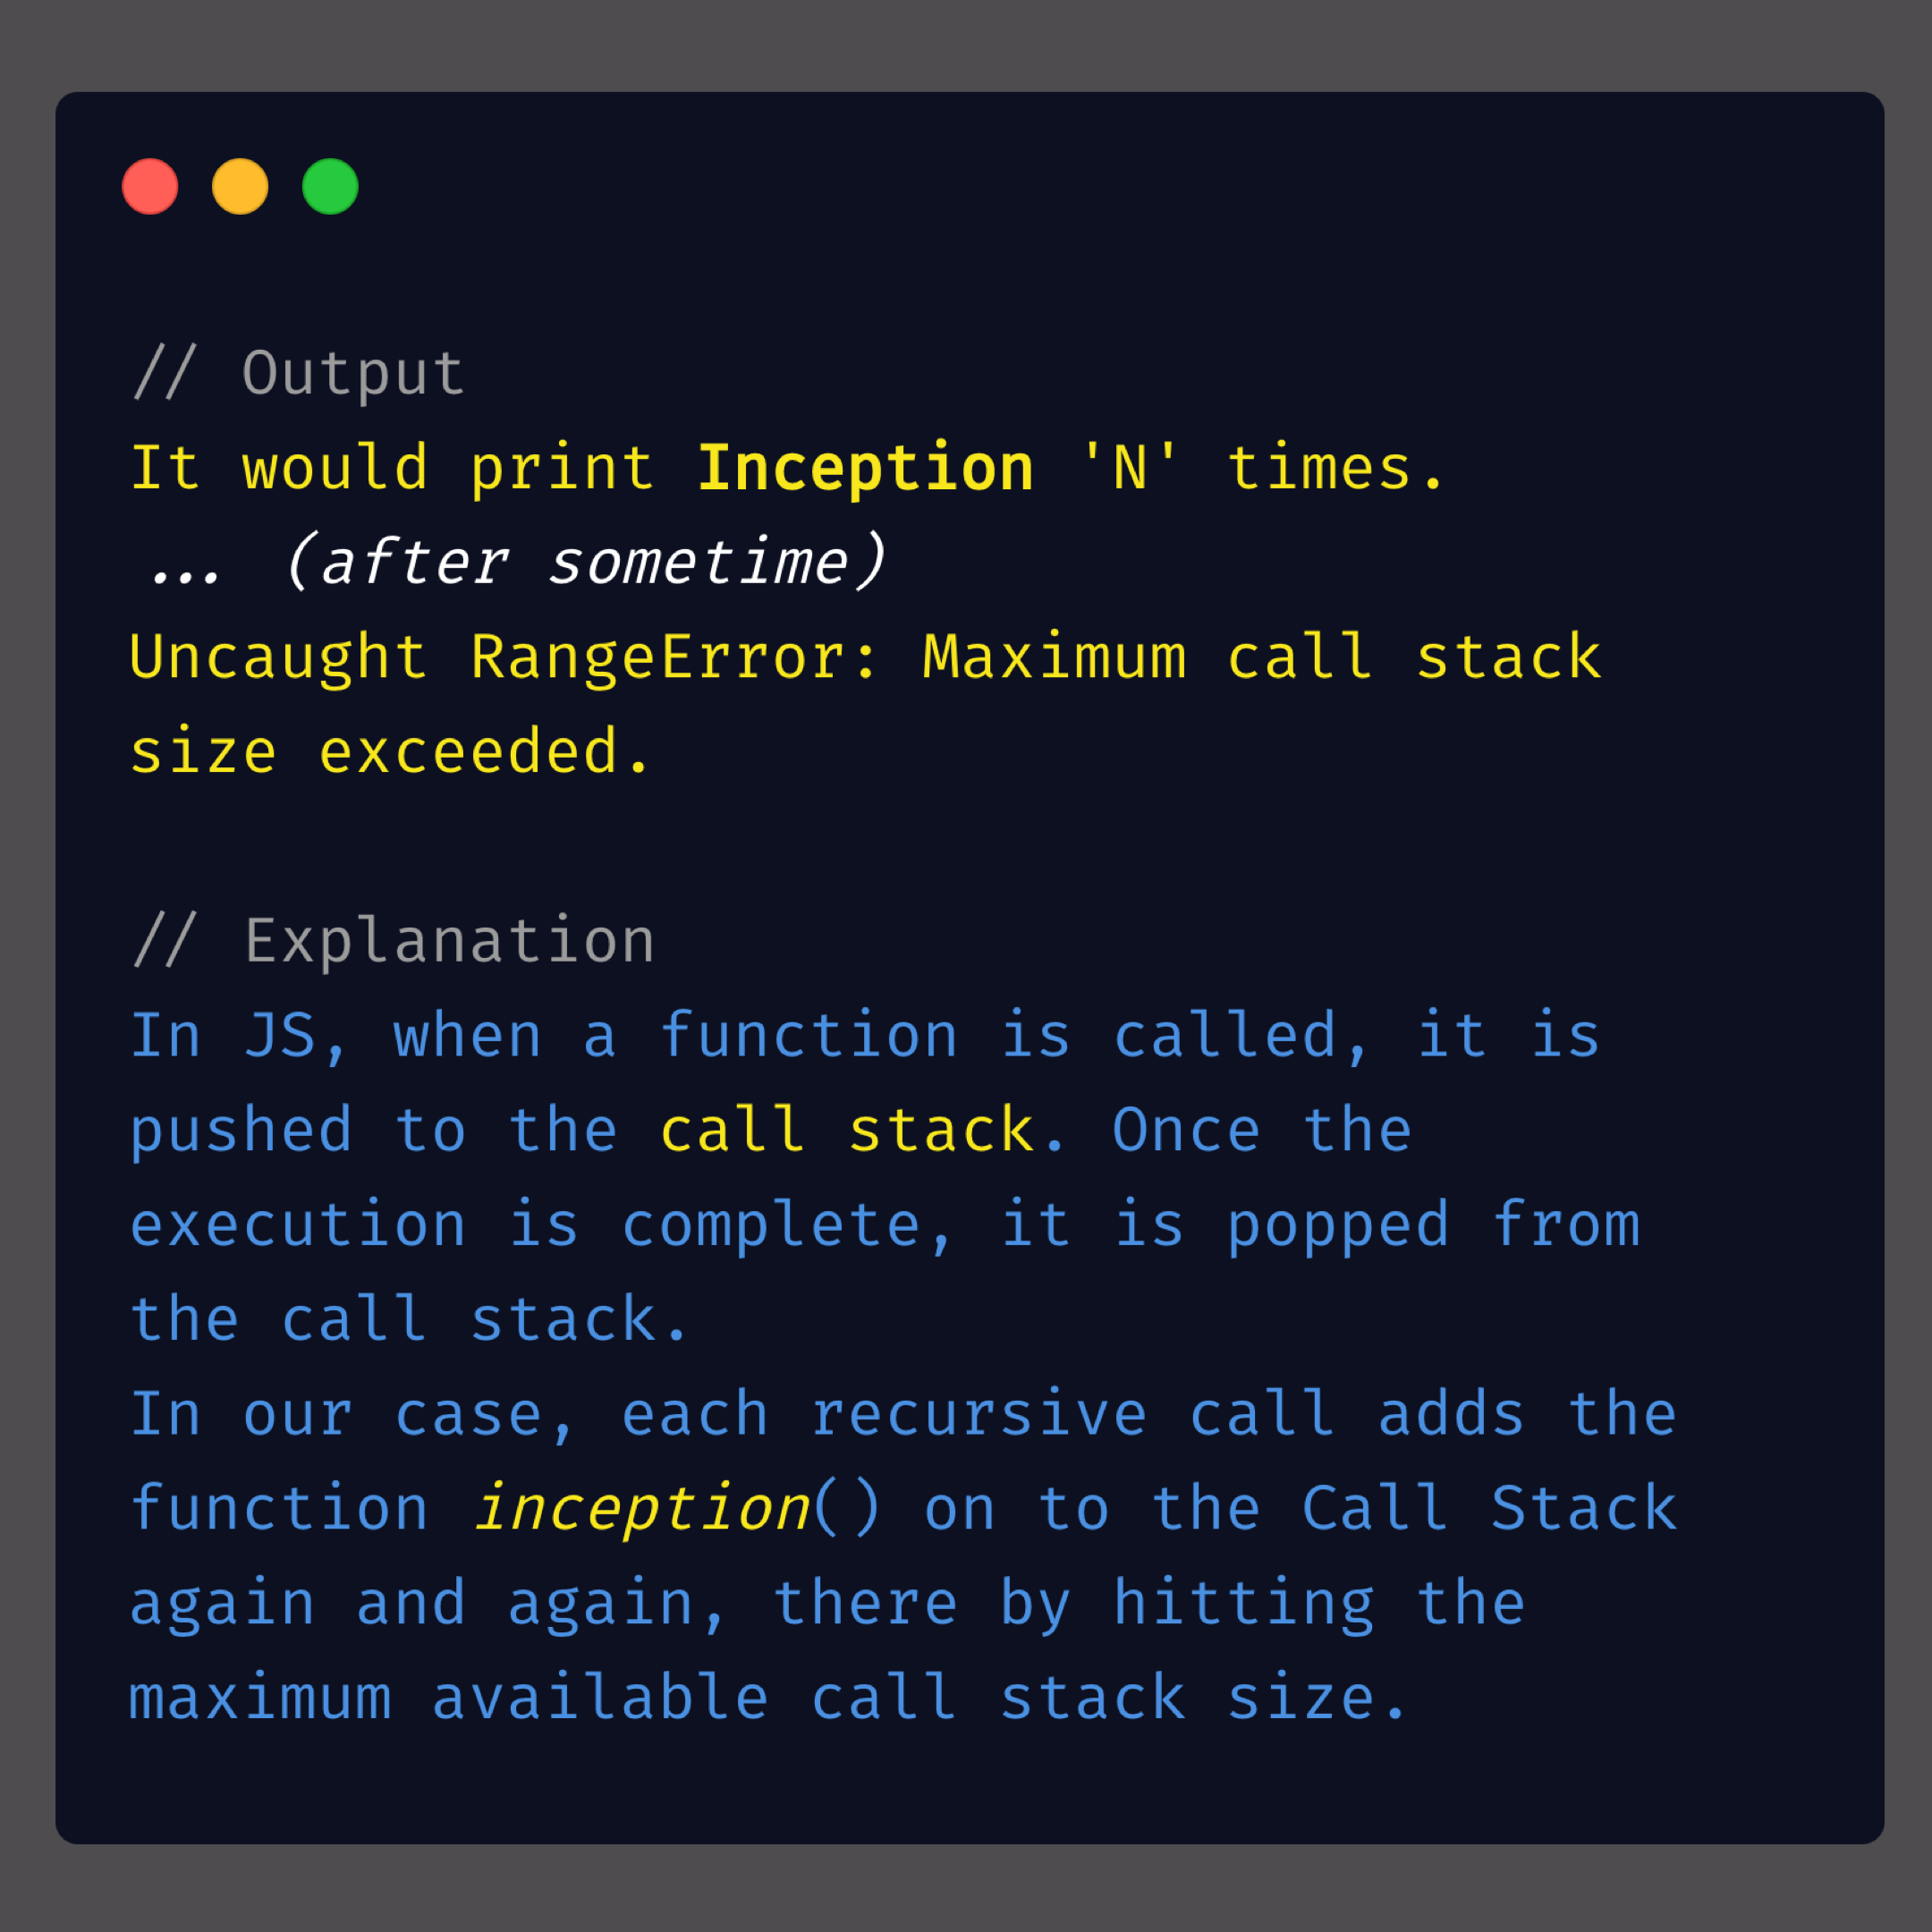 // Output
It would print Inception 'N' times.
... (after sometime)
Uncaught RangeError: Maximum call stack
size exceeded.
// Explanation
In JS, when a function is called, it is
pushed to the call stack. Once the
execution is complete, it is popped from
the call stack.
In our case, each recursive call adds the
function inception() on to the Call Stack
again and again, there by hitting the
maximum available call stack size.